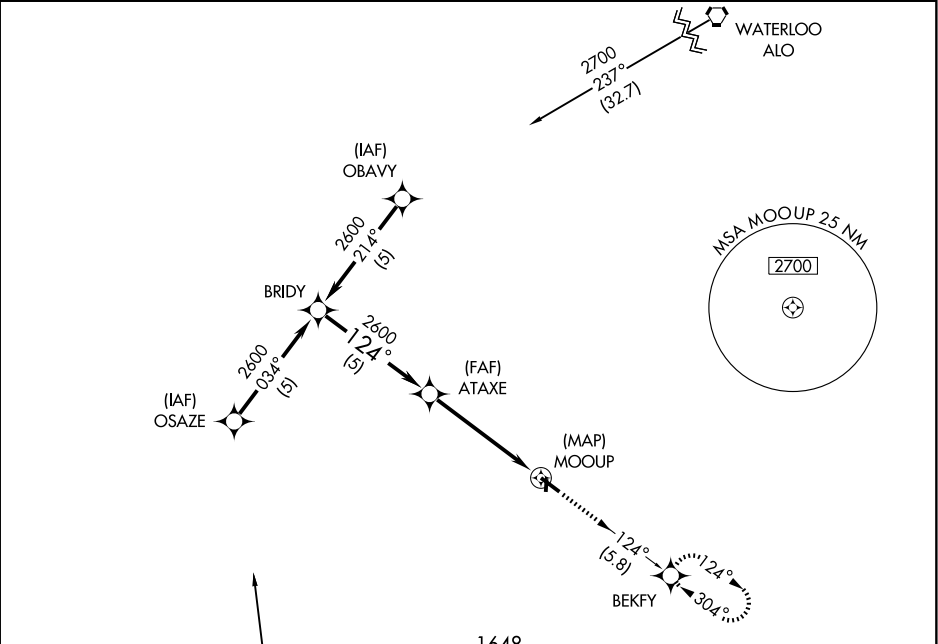 WATERLOO
ALO
2700
237°
(32.7)
(IAF)
OBAVY
2600
214°
(5)
MSA MOOUP 25 NM
2700
BRIDY
2600
124°
(5)
2600
034°
(5)
(FAF)
ATAXE
(IAF)
OSAZE
(MAP)
MOOUP
124°
(5.8)
124°
304°
BEKFY